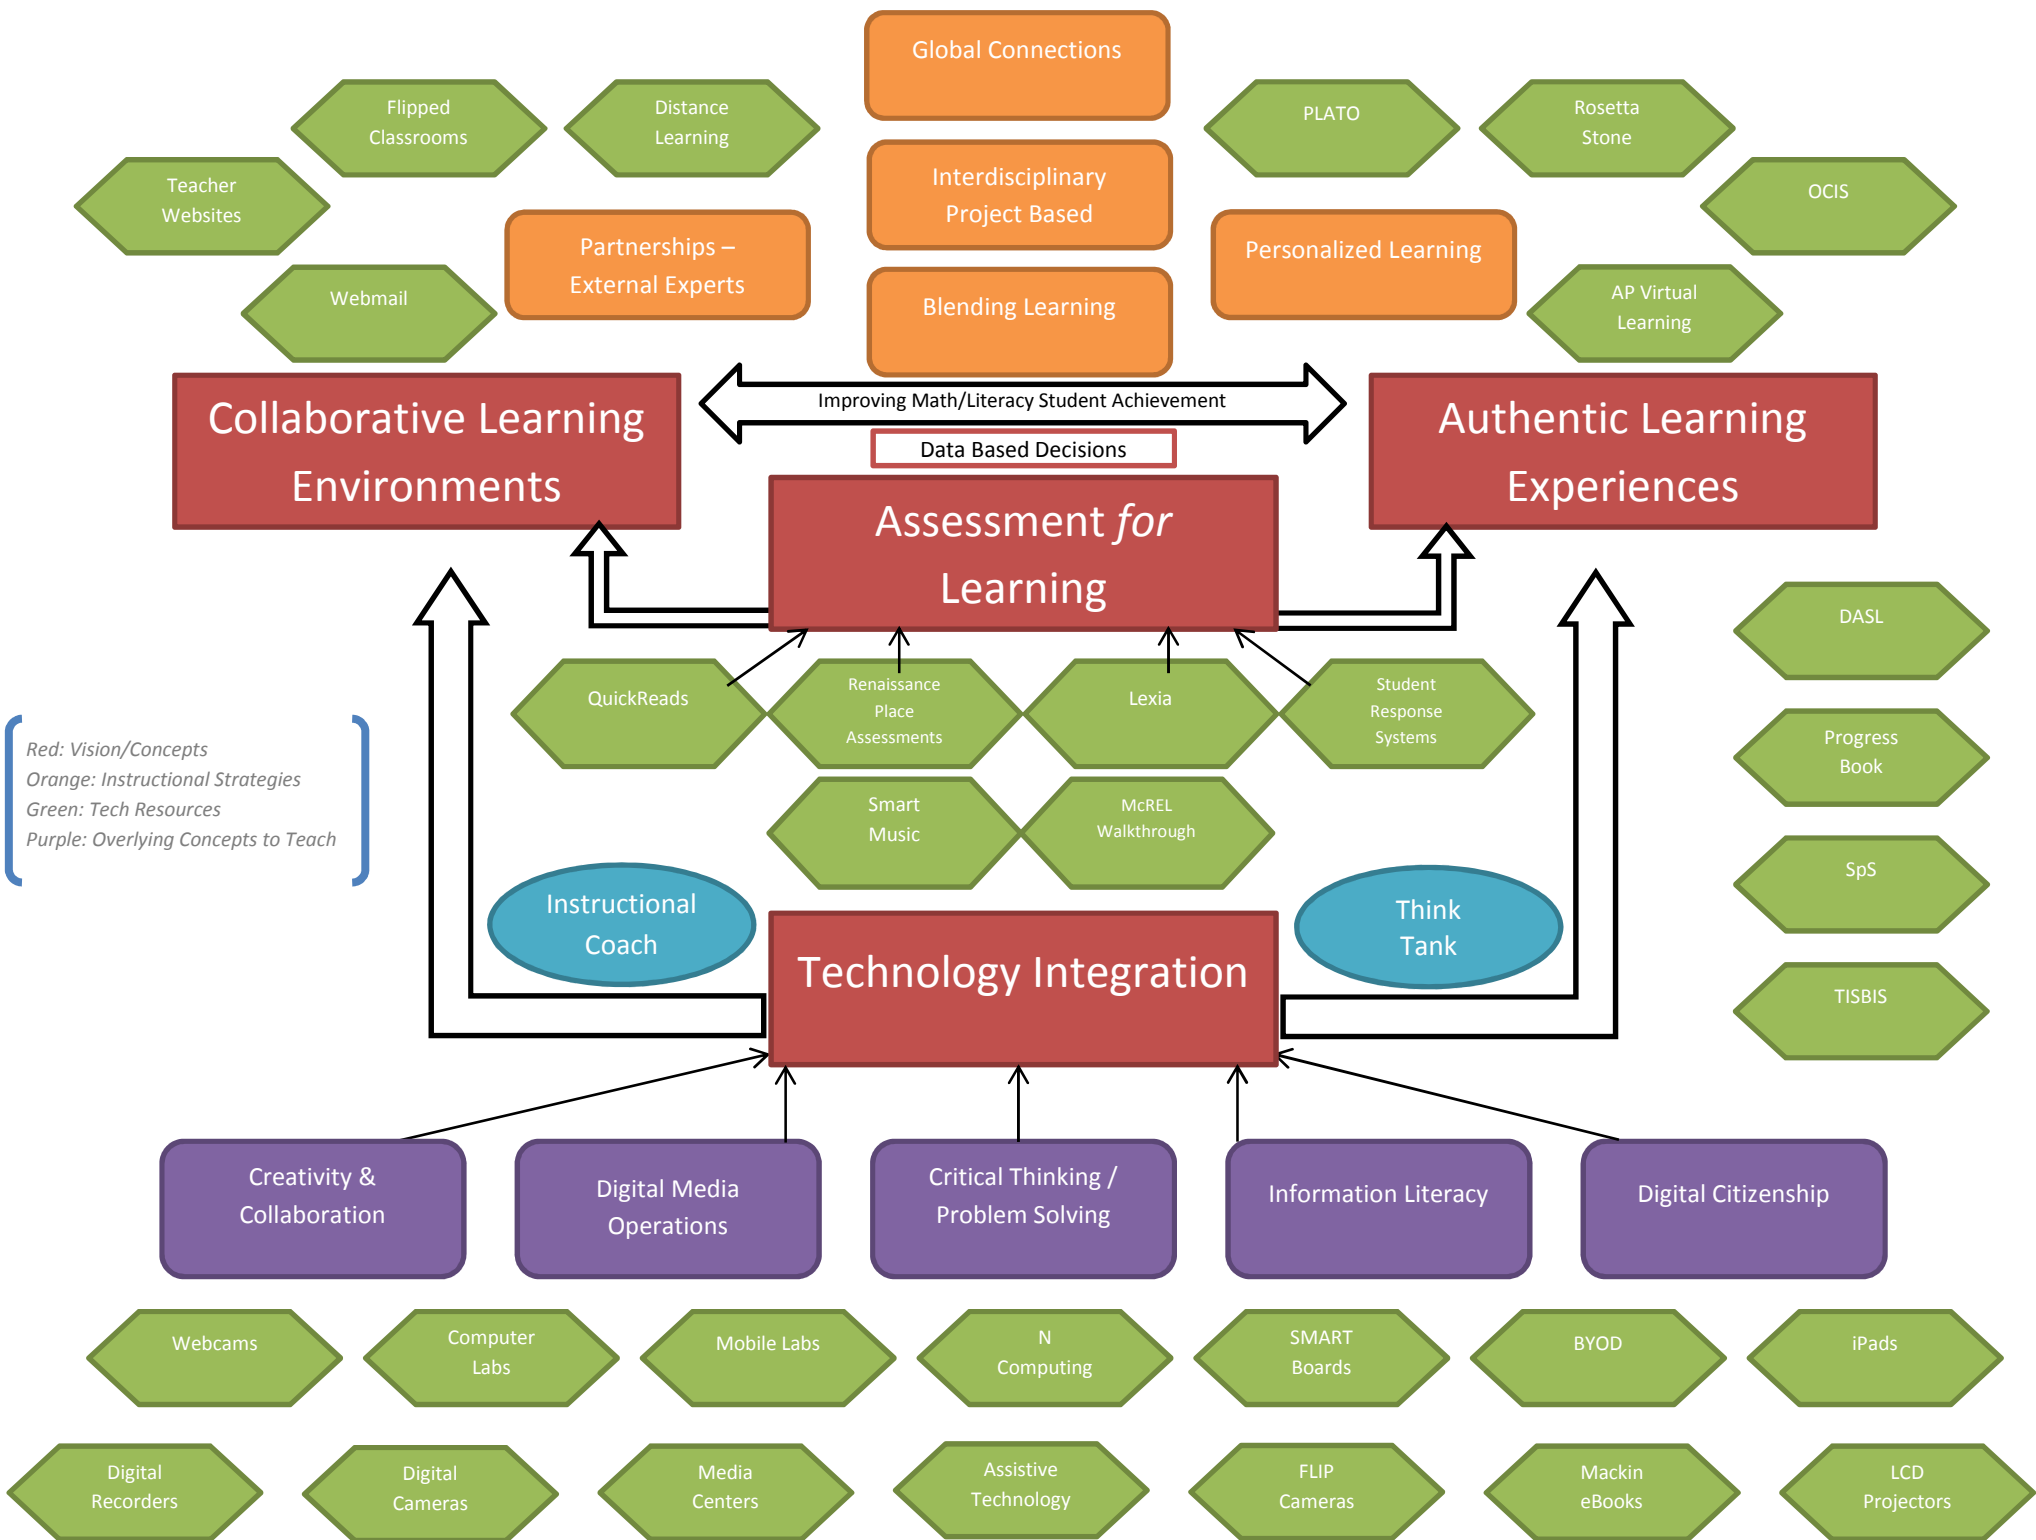 Global Connections
Flipped
Classrooms
Distance
Learning
PLATO
Rosetta
Stone
Teacher
Websites
Interdisciplinary
Project Based
OCIS
Partnerships –
External Experts
Personalized Learning
Webmail
Blending Learning
AP Virtual
Learning
Collaborative Learning
Environments
Improving Math/Literacy Student Achievement
Data Based Decisions
Authentic Learning
Experiences
Assessment for
Learning
DASL
QuickReads
Renaissance
Place
Assessments
Lexia
Student
Response
Systems
Red: Vision/Concepts
Orange: Instructional Strategies
Green: Tech Resources
Purple: Overlying Concepts to Teach
Progress
Book
Smart
Music
McREL
Walkthrough
SpS
Instructional
Coach
Think
Tank
Technology Integration
TISBIS
Creativity &
Collaboration
Digital Media
Operations
Critical Thinking /
Problem Solving
Information Literacy
Digital Citizenship
Webcams
Computer
Labs
Mobile Labs
N
Computing
SMART
Boards
BYOD
iPads
Digital
Recorders
Digital
Cameras
Media
Centers
Assistive
Technology
FLIP
Cameras
Mackin
eBooks
LCD
Projectors